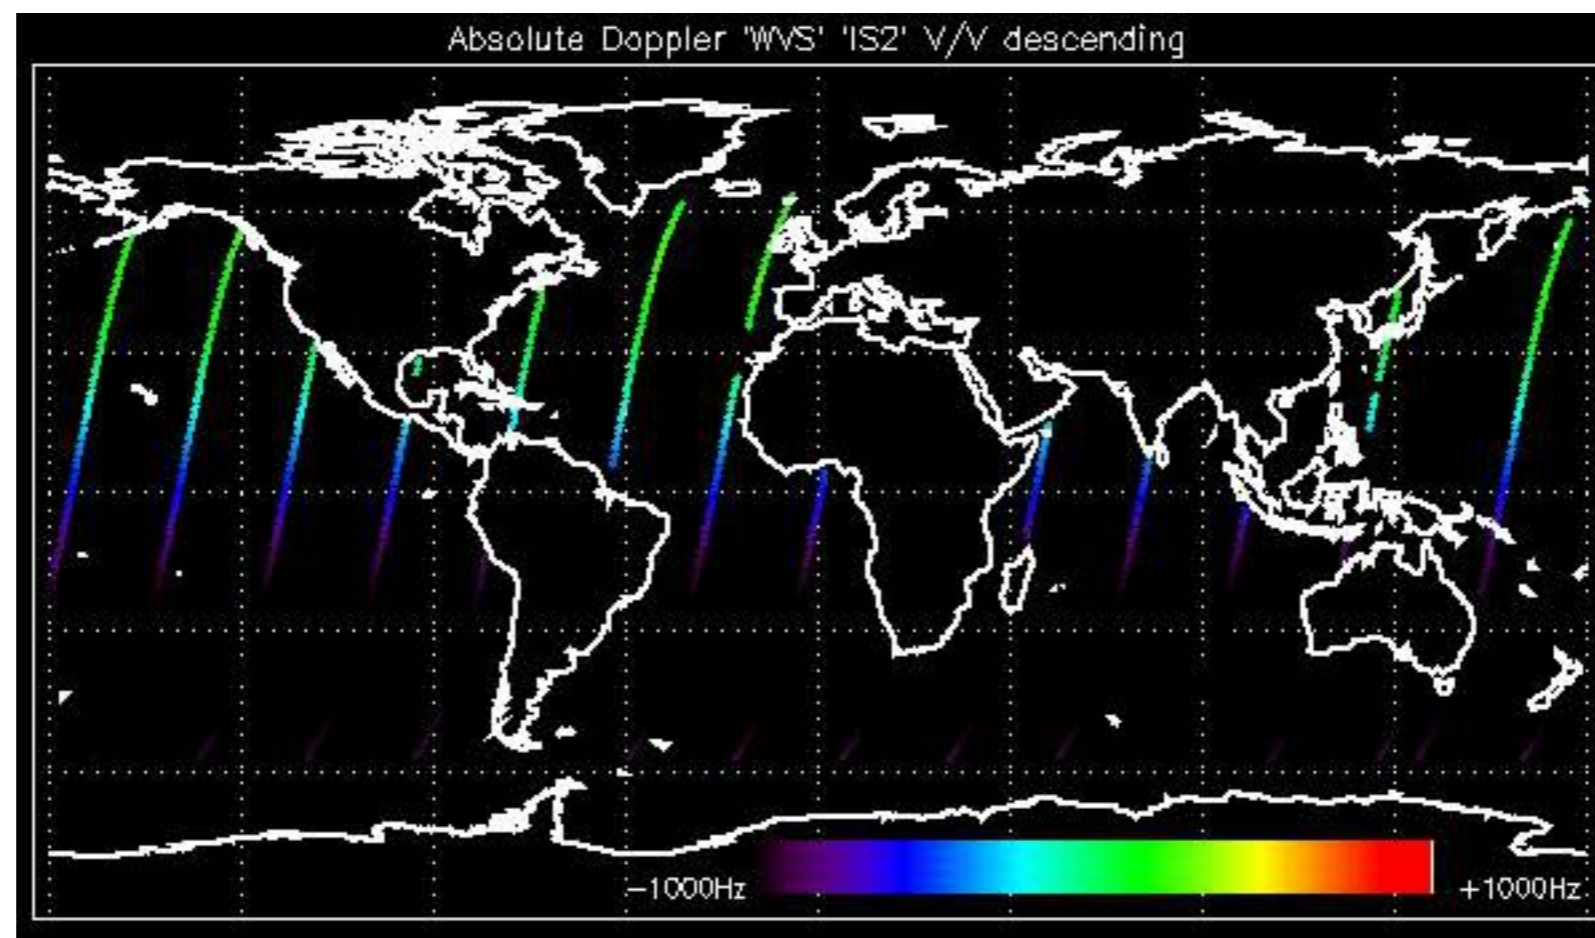 Absolute Doppler 'WVS' 'IS2' V/V descending
−1000Hz
+1000Hz